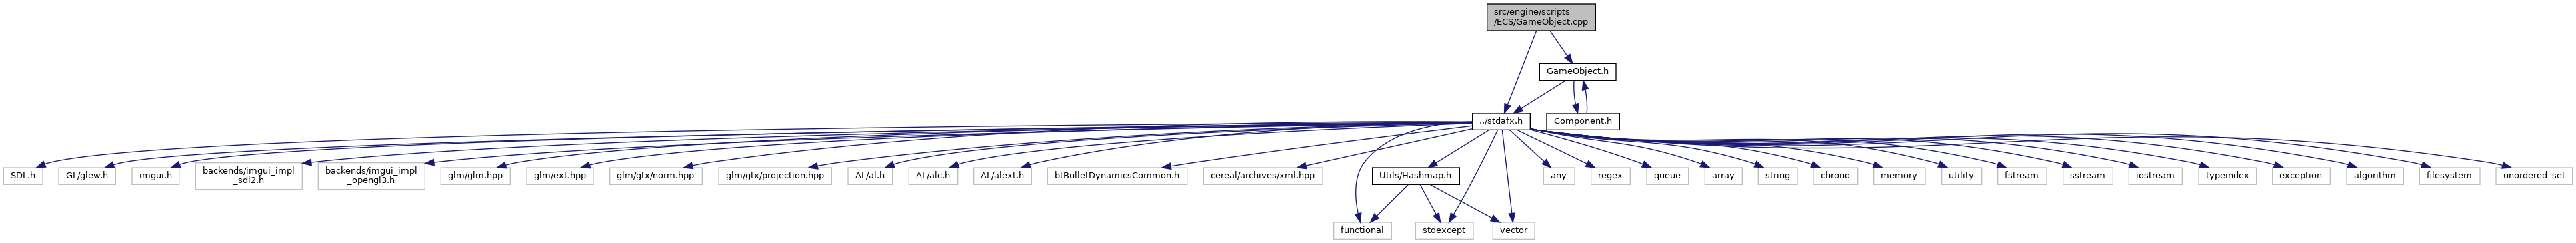 src/engine/scripts
/ECS/GameObject.cpp
GameObject.h
../stdafx.h
Component.h
SDL.h
GL/glew.h
imgui.h
backends/imgui_impl
_sdl2.h
backends/imgui_impl
_opengl3.h
glm/glm.hpp
glm/ext.hpp
glm/gtx/norm.hpp
glm/gtx/projection.hpp
AL/al.h
AL/alc.h
AL/alext.h
btBulletDynamicsCommon.h
cereal/archives/xml.hpp
Utils/Hashmap.h
any
regex
queue
array
string
chrono
memory
utility
fstream
sstream
iostream
typeindex
exception
algorithm
filesystem
unordered_set
functional
stdexcept
vector